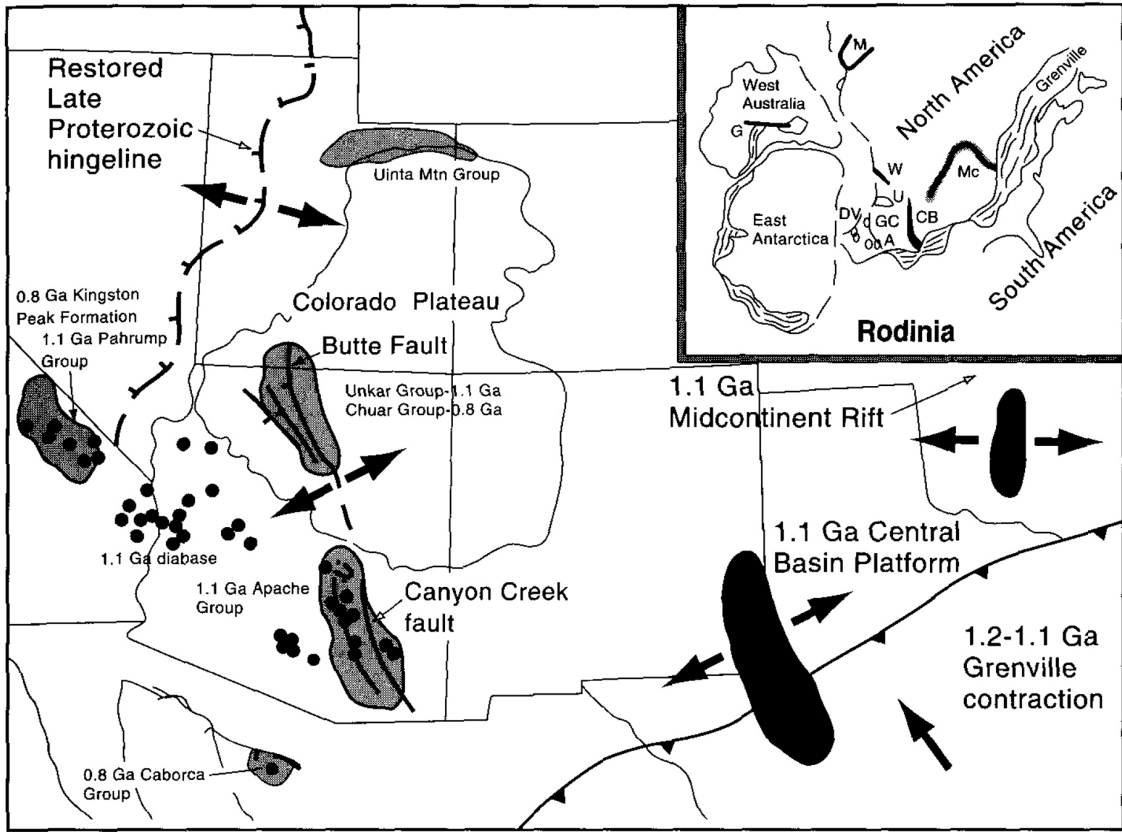 Restored
Late
Proterozoic
hingeline
Uinta Mtn Group
Colorado Plateau
0.8 Ga Kingston
Peak Formation
1.1 Ga Pahrump
Group
Butte Fault
Unkar Group-1.1 Ga
Chuar Group-0.8 Ga
1.1 Ga diabase
1.1 Ga Apache
Group
Canyon Creek
fault
0.8 Ga Caborca
Group
1.1 Ga
Midcontinent Rift
1.1 Ga Central
Basin Platform
1.2-1.1 Ga
Grenville
contraction
M
West
Australia
G
North America
Grenville
W
Mc
U
DV
GC
CB
A
East
Antarctica
South America
Rodinia